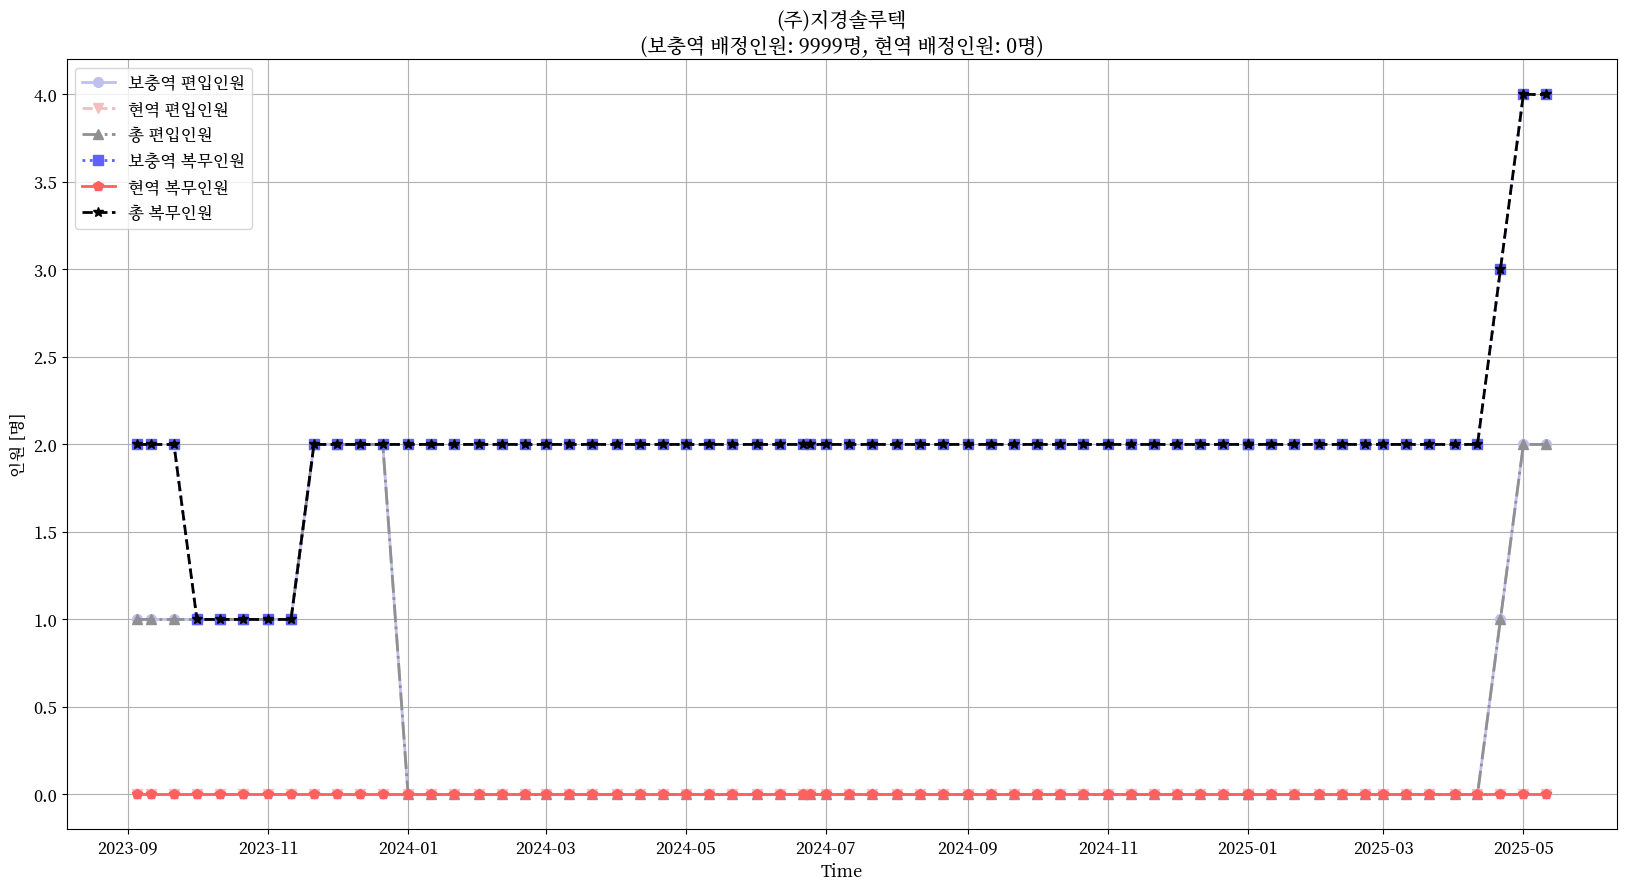 (주)지경솔루텍
(보충역 배정인원: 9999명, 현역 배정인원: 0명)
보충역 편입인원
현역 편입인원
총 편입인원
보충역 복무인원
현역 복무인원
총 복무인원
4.0
3.5
3.0
2.5
2.0
1.5
1.0
0.5
0.0
인원 [명]
2023-09 2023-11 2024-01 2024-03 2024-05 2024-07 2024-09 2024-11 2025-01 2025-03 2025-05
Time